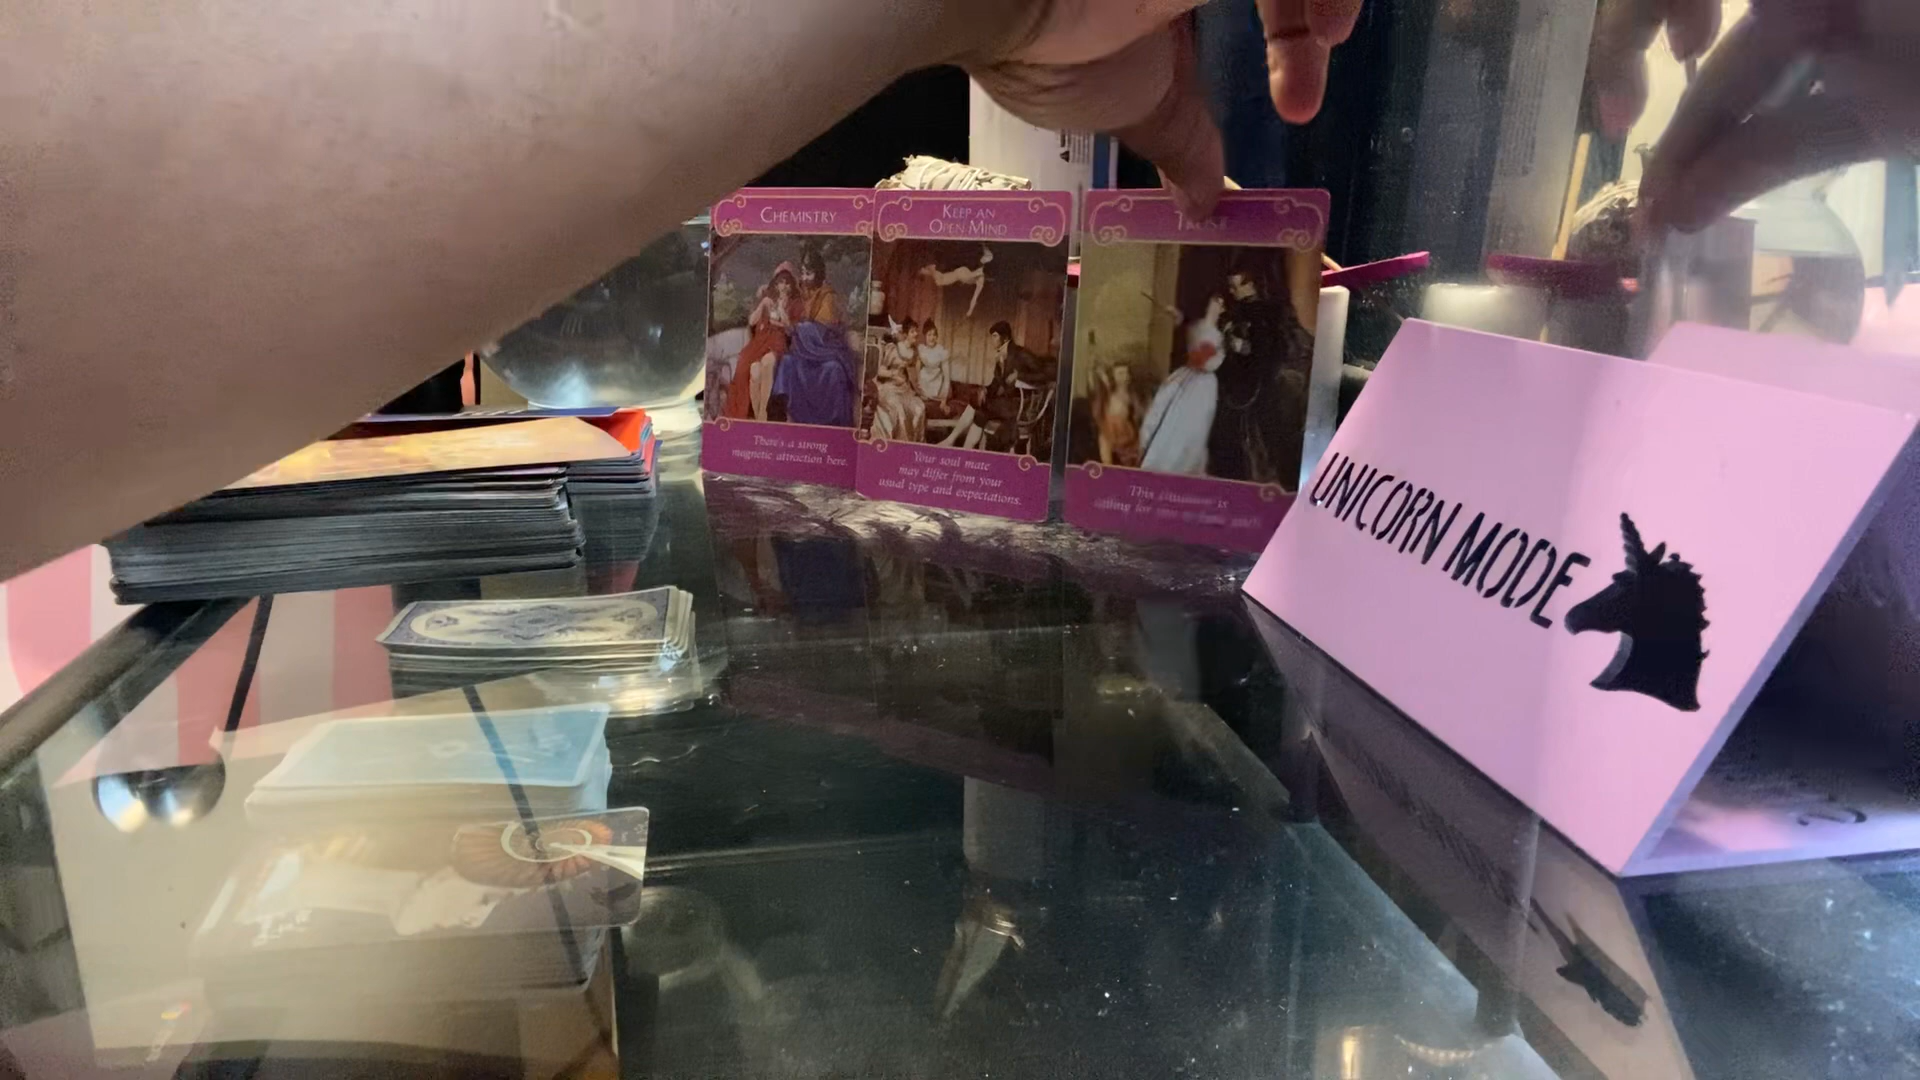 CHEMISTRY
There's a strong
magnetic attraction here.
KEEP AN
OPEN MIND
Your soul mate
may differ from your
usual type and expectations.
TRUST
This situation is
UNICORN MODE